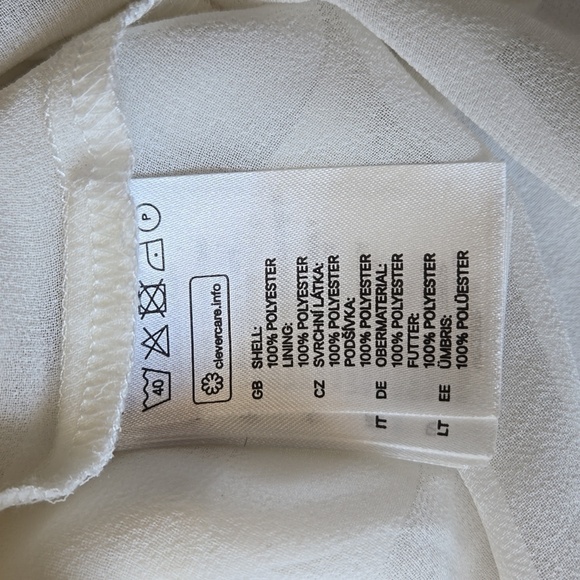 40
P
clevercare.info
GB SHELL:
100% POLYESTER
LINING:
100% POLYESTER
CZ SVRCHNÍ LÁTKA:
100% POLYESTER
PODŠÍVKA:
100% POLYESTER
DE OBERMATERIAL:
100% POLYESTER
FUTTER:
100% POLYESTER
EE ÜMBRIS:
100% POLÜESTER
IT
LT